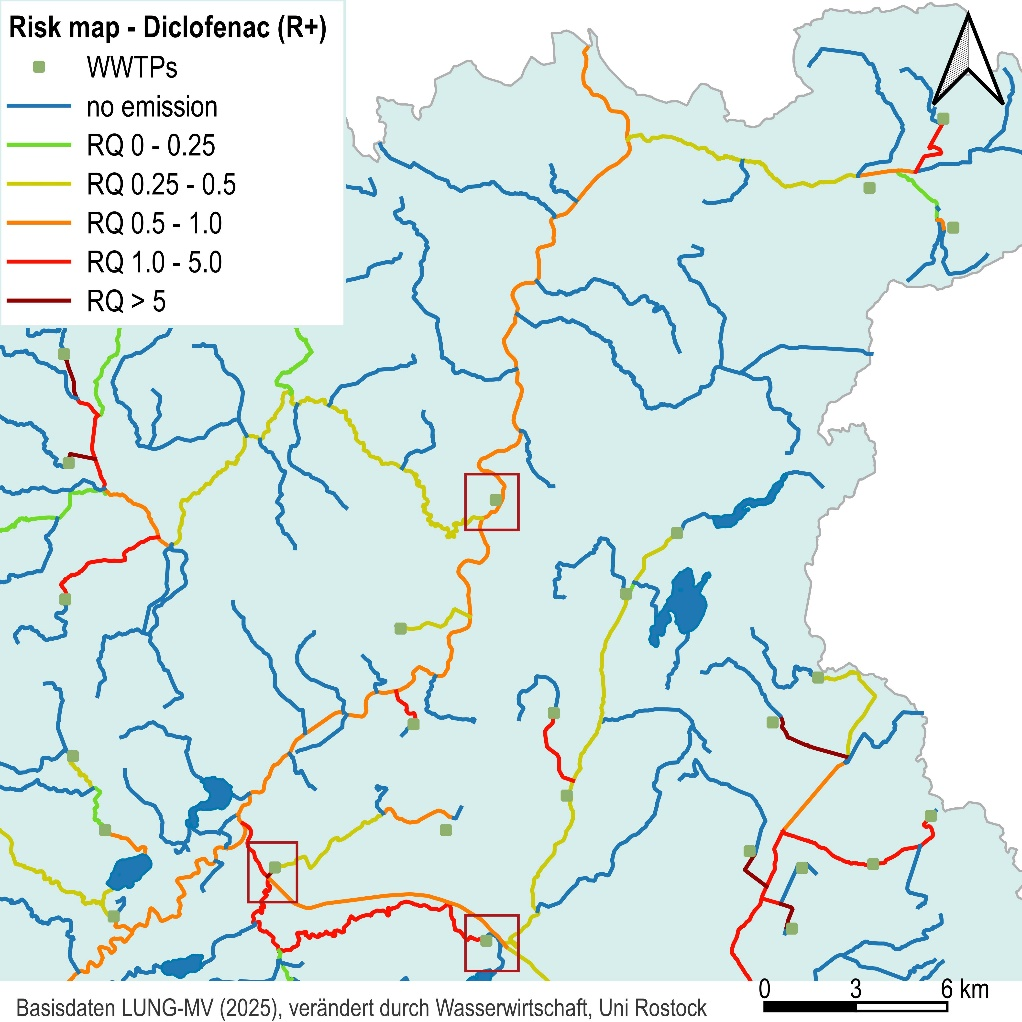 Risk map - Diclofenac (R+)
WWTPs
no emission
RQ 0 - 0.25
RQ 0.25 - 0.5
RQ 0.5 - 1.0
RQ 1.0 - 5.0
RQ > 5
0 3 6 km
Basisdaten LUNG-MV (2025), verändert durch Wasserwirtschaft, Uni Rostock